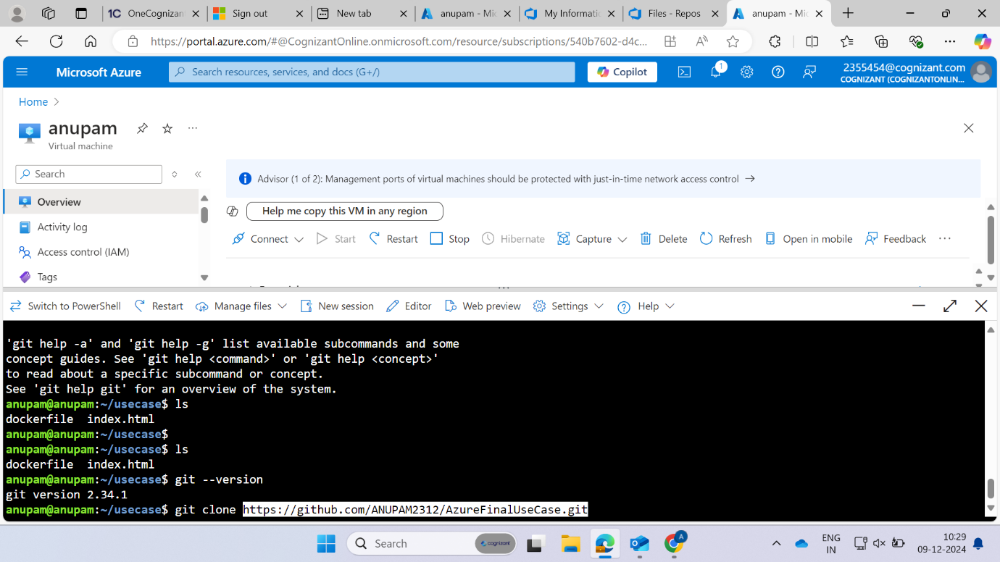 OneCognizan
Sign out
New tab
anupam - Mic
My Informatic
Files - Repos
anupam - Mic
https://portal.azure.com/#@CognizantOnline.onmicrosoft.com/resource/subscriptions/540b7602-d4c...
Microsoft Azure
Search resources, services, and docs (G+/)
Copilot
1
2355454@cognizant.com
COGNIZANT (COGNIZANTONLIN...
Home >
anupam
Virtual machine
Search
Advisor (1 of 2): Management ports of virtual machines should be protected with just-in-time network access control →
Overview
Help me copy this VM in any region
Activity log
Connect Start Restart Stop Hibernate Capture Delete Refresh Open in mobile Feedback ...
Access control (IAM)
Tags
Switch to PowerShell Restart Manage files New session Editor Web preview Settings Help
'git help -a' and 'git help -g' list available subcommands and some
concept guides. See 'git help <command>' or 'git help <concept>'
to read about a specific subcommand or concept.
See 'git help git' for an overview of the system.
anupam@anupam:~/usecase$ ls
dockerfile  index.html
anupam@anupam:~/usecase$
anupam@anupam:~/usecase$ ls
dockerfile  index.html
anupam@anupam:~/usecase$ git --version
git version 2.34.1
anupam@anupam:~/usecase$ git clone https://github.com/ANUPAM2312/AzureFinalUseCase.git
Search
cognizant
A
ENG
IN
10:29
09-12-2024